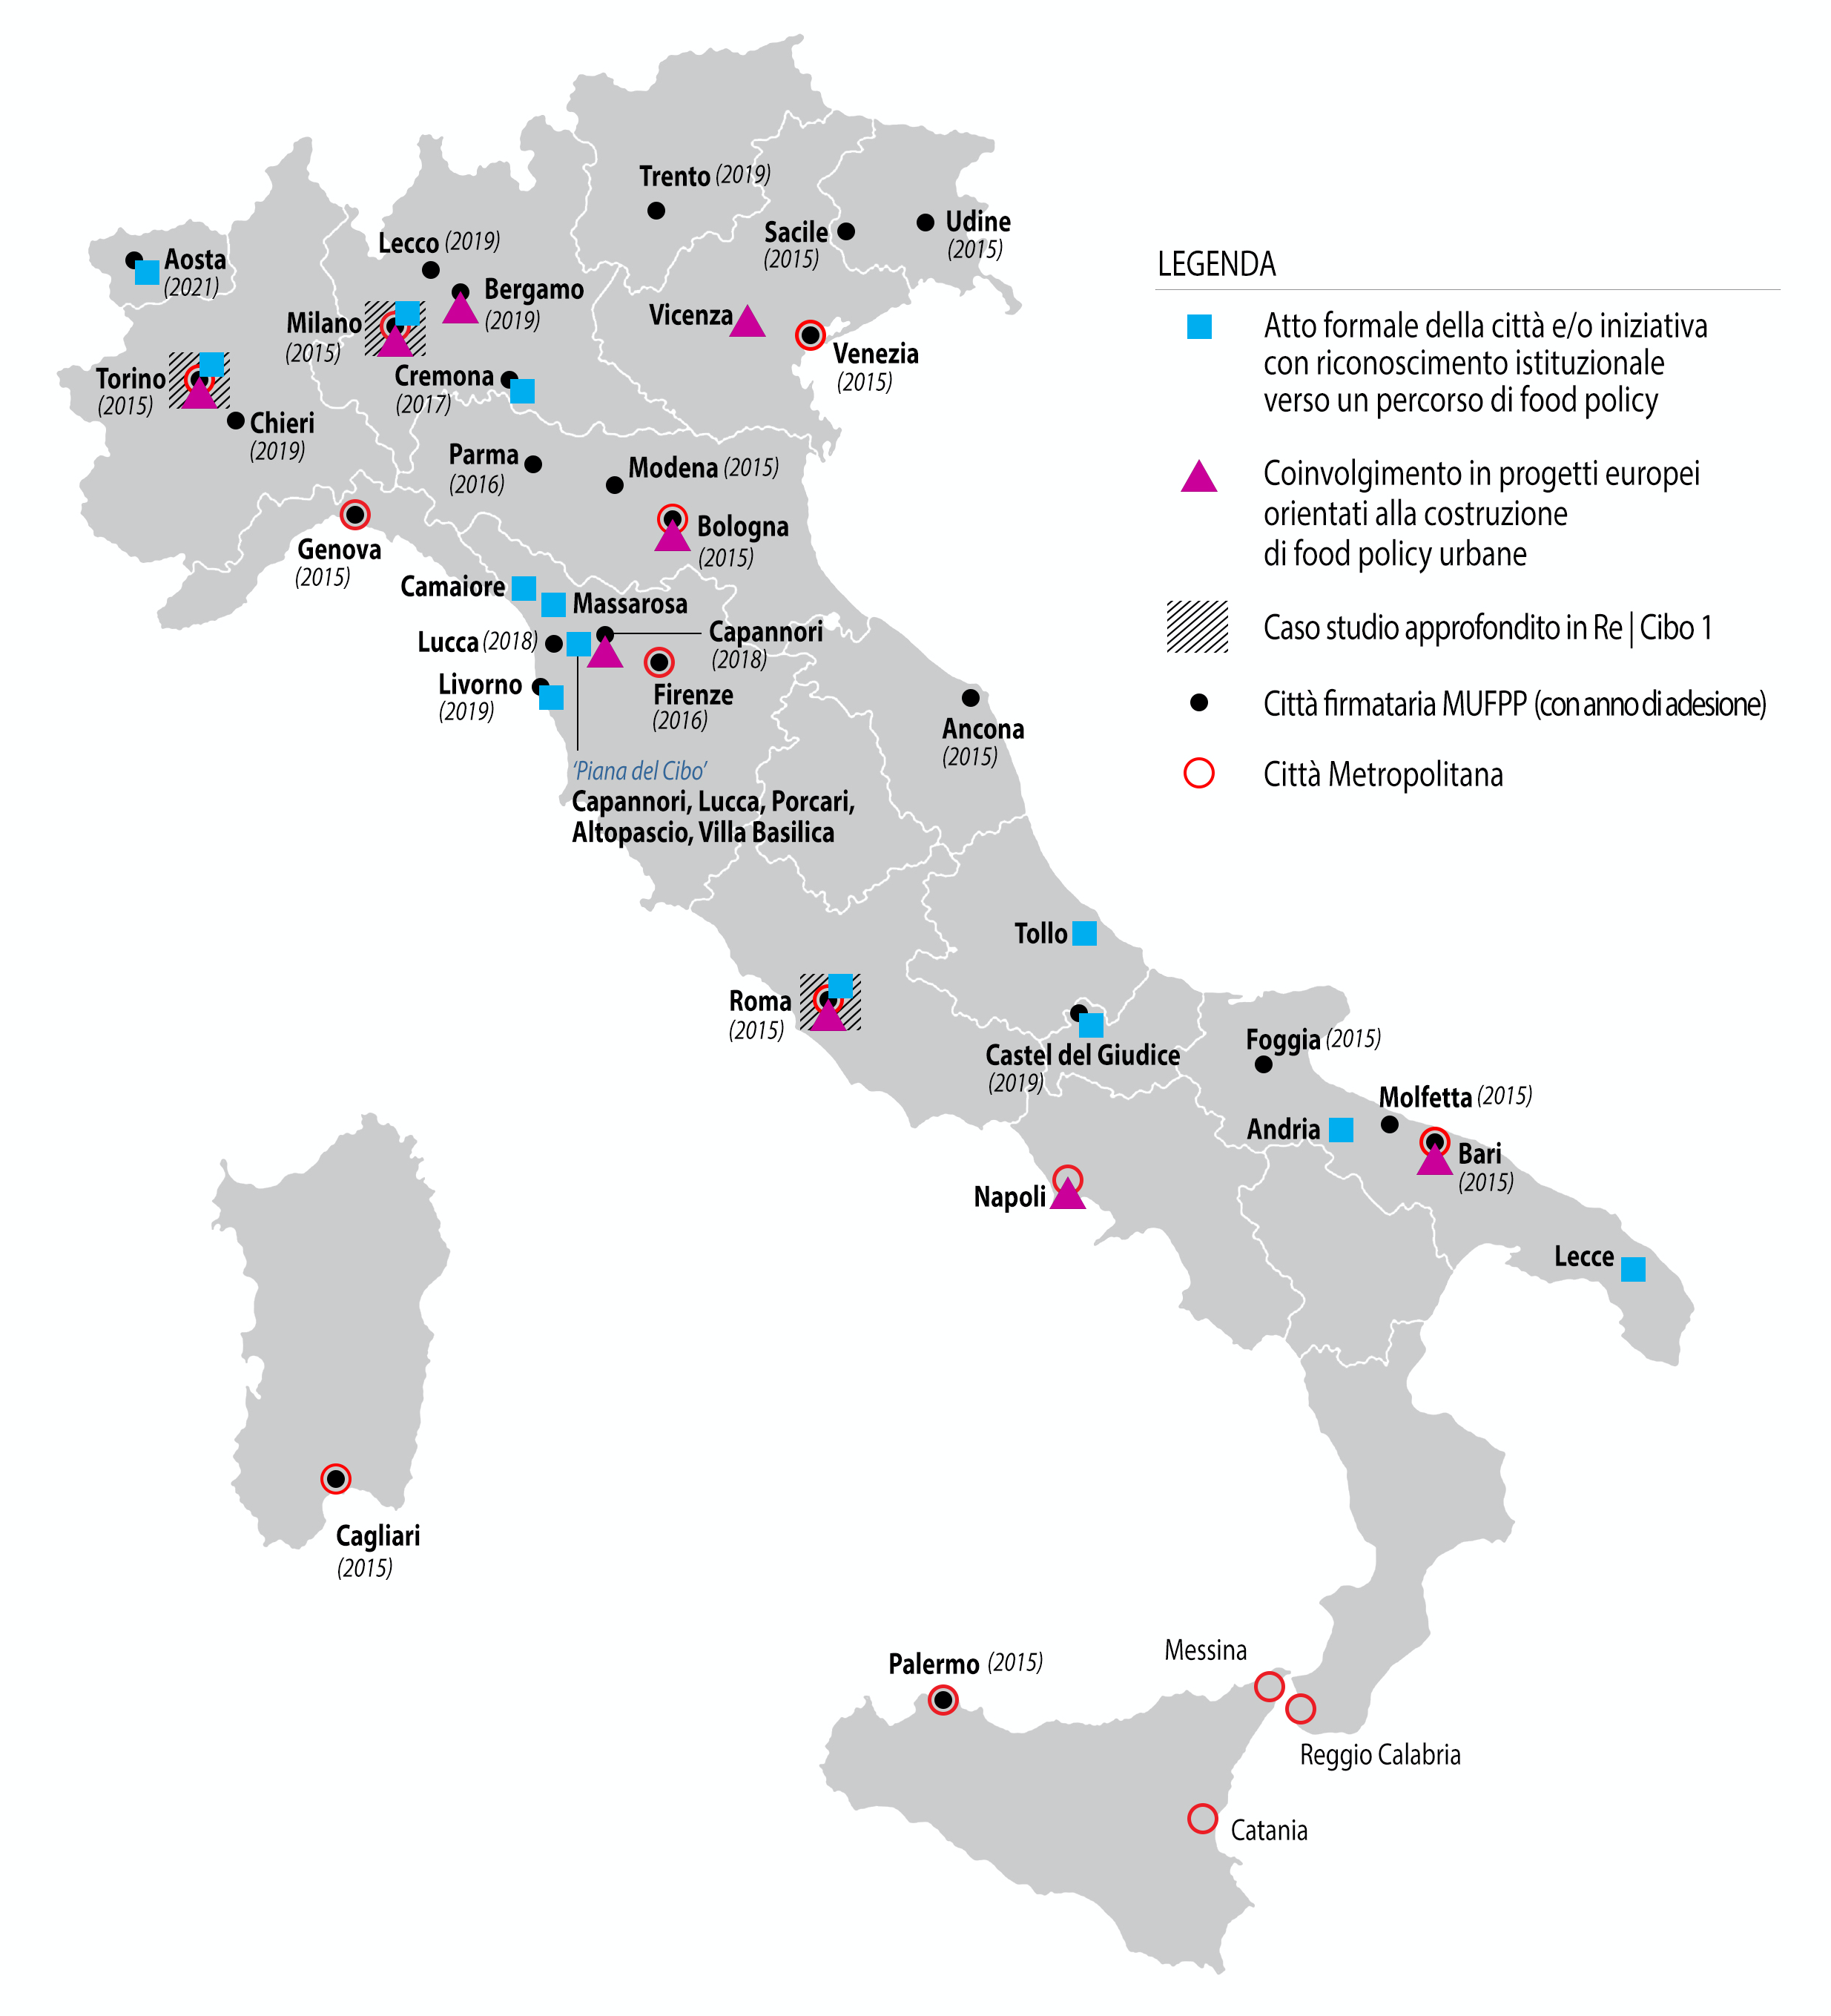 Trento (2019)
Sacile
(2015)
Udine
(2015)
Lecco (2019)
Aosta
(2021)
Bergamo
(2019)
Vicenza
Milano
(2015)
Venezia
(2015)
Torino
(2015)
Cremona
(2017)
Chieri
(2019)
Parma
(2016)
Modena (2015)
Bologna
(2015)
Genova
(2015)
Camaiore
Massarosa
Lucca (2018)
Capannori
(2018)
Livorno
(2019)
Firenze
(2016)
Ancona
(2015)
'Piana del Cibo'
Capannori, Lucca, Porcari,
Altopascio, Villa Basilica
LEGENDA
Atto formale della città e/o iniziativa
con riconoscimento istituzionale
verso un percorso di food policy
Coinvolgimento in progetti europei
orientati alla costruzione
di food policy urbane
Caso studio approfondito in Re|Cibo 1
Città firmataria MUFPP (con anno di adesione)
Città Metropolitana
Tollo
Roma
(2015)
Castel del Giudice
(2019)
Foggia (2015)
Molfetta (2015)
Andria
Bari
(2015)
Napoli
Lecce
Cagliari
(2015)
Palermo (2015)
Messina
Reggio Calabria
Catania